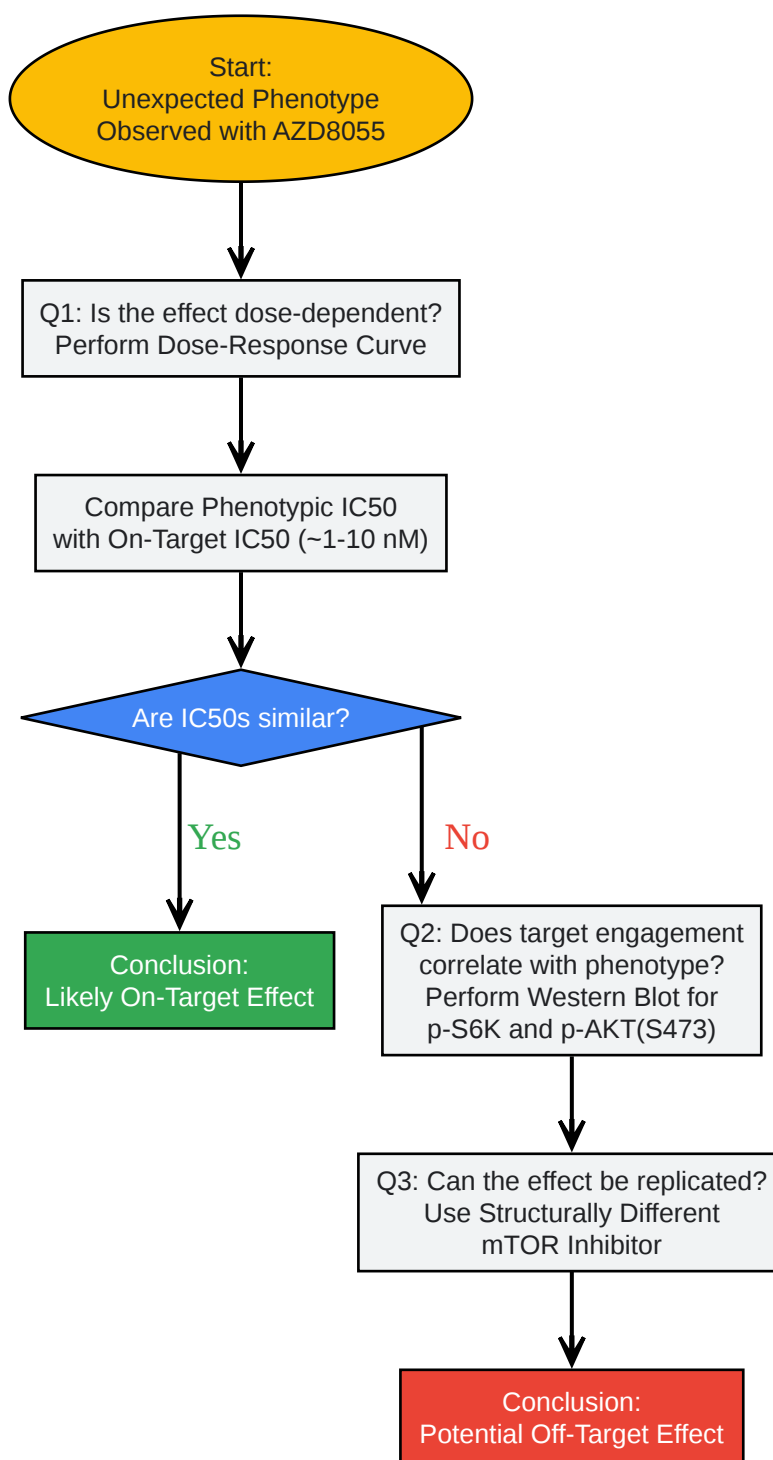 Start:
Unexpected Phenotype
Observed with AZD8055
Q1: Is the effect dose-dependent?
Perform Dose-Response Curve
Compare Phenotypic IC50
with On-Target IC50 (~1-10 nM)
Are IC50s similar?
Yes
No
Conclusion:
Likely On-Target Effect
Q2: Does target engagement
correlate with phenotype?
Perform Western Blot for
p-S6K and p-AKT(S473)
Q3: Can the effect be replicated?
Use Structurally Different
mTOR Inhibitor
Conclusion:
Potential Off-Target Effect